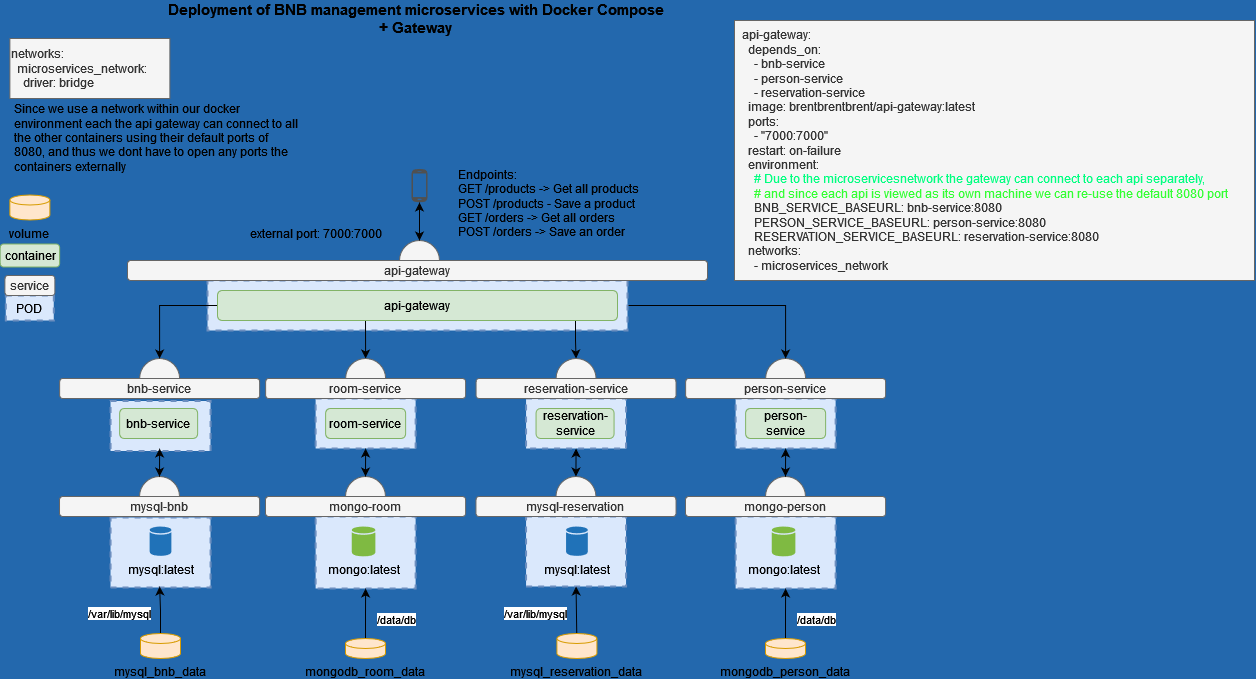 Deployment of BNB management microservices with Docker Compose
+ Gateway
networks:
microservices_network:
driver: bridge
Since we use a network within our docker
environment each the api gateway can connect to all
the other containers using their default ports of
8080, and thus we dont have to open any ports the
containers externally
api-gateway:
depends_on:
- bnb-service
- person-service
- reservation-service
image: brentbrentbrent/api-gateway:latest
ports:
- "7000:7000"
restart: on-failure
environment:
# Due to the microservicesnetwork the gateway can connect to each api separately,
# and since each api is viewed as its own machine we can re-use the default 8080 port
BNB_SERVICE_BASEURL: bnb-service:8080
PERSON_SERVICE_BASEURL: person-service:8080
RESERVATION_SERVICE_BASEURL: reservation-service:8080
networks:
- microservices_network
volume
container
service
POD
Endpoints:
GET /products -> Get all products
POST /products - Save a product
GET /orders -> Get all orders
POST /orders -> Save an order
external port: 7000:7000
api-gateway
api-gateway
bnb-service
room-service
reservation-service
person-service
bnb-service
room-service
reservation-
service
person-
service
mysql-bnb
mongo-room
mysql-reservation
mongo-person
mysql:latest
mongo:latest
mysql:latest
mongo:latest
/var/lib/mysql
/data/db
/var/lib/mysql
/data/db
mysql_bnb_data
mongodb_room_data
mysql_reservation_data
mongodb_person_data